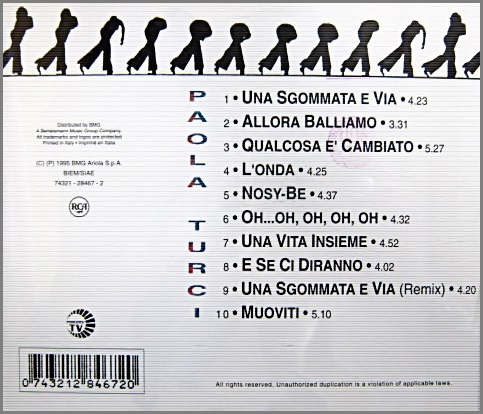 PAOLA TURCI
1 • UNA SGOMMATA E VIA • 4.23
2 • ALLORA BALLIAMO • 3.31
3 • QUALCOSA E' CAMBIATO • 5.27
4 • L'ONDA • 4.25
5 • NOSY-BE • 4.37
6 • OH...OH, OH, OH, OH • 4.32
7 • UNA VITA INSIEME • 4.52
8 • E SE CI DIRANNO • 4.02
9 • UNA SGOMMATA E VIA (Remix) • 4.20
10 • MUOVITI • 5.10
Distributed by BMG
A Bertelsmann Music Group Company
All trademarks and logos are protected
Printed in Italy • Imprimé en Italie
(C) (P) 1995 BMG Ariola S.p.A.
BIEM/SIAE
74321 - 28467 - 2
RCA
TV
0 743212 846720
All rights reserved. Unauthorized duplication is a violation of applicable laws.